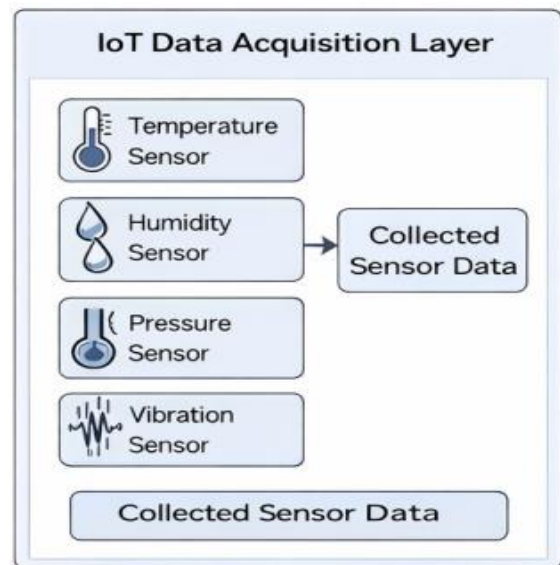 IoT Data Acquisition Layer
Temperature
Sensor
Humidity
Sensor
Collected
Sensor Data
Pressure
Sensor
Vibration
Sensor
Collected Sensor Data